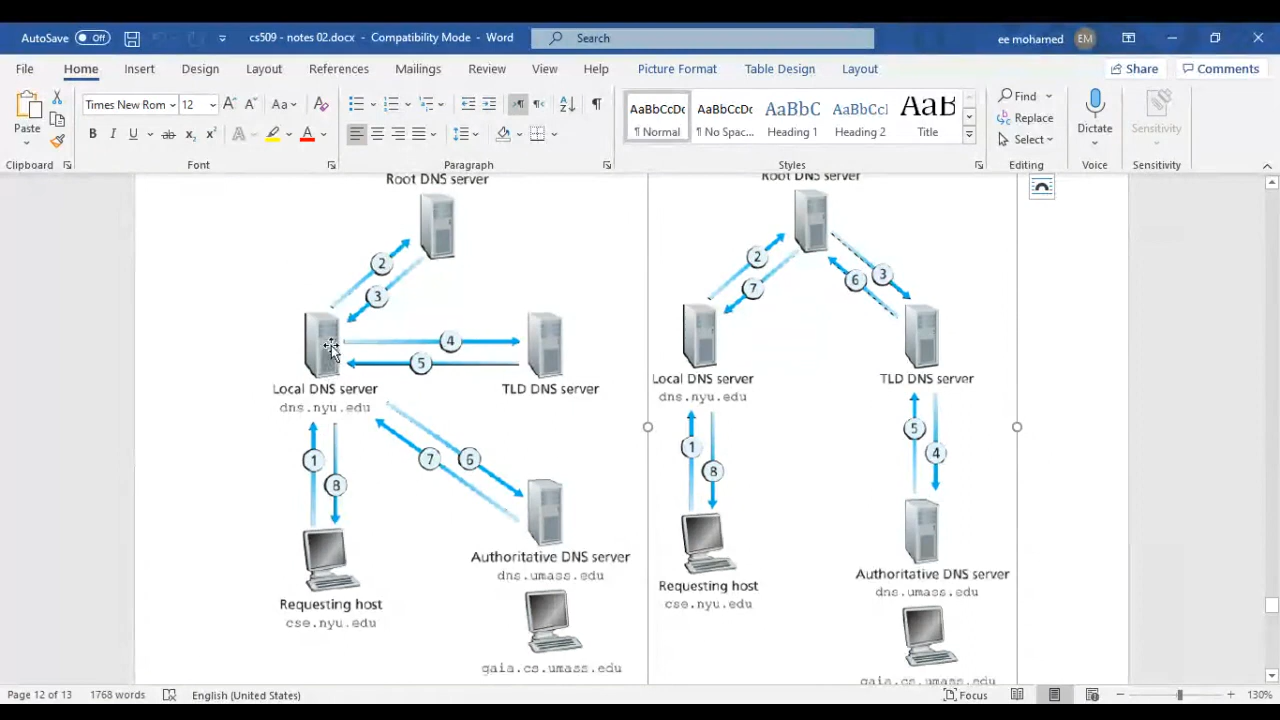 AutoSave Off cs509 - notes 02.docx - Compatibility Mode - Word Search ee mohamed EM
File Home Insert Design Layout References Mailings Review View Help Picture Format Table Design Layout Share Comments
Times New Rom 12 A A Aa A AaBbCcDc AaBbCcDc AaBbC AaBbCcl AaB Find
Paste B I U ab x₂ x² A A ¶ Normal ¶ No Spac... Heading 1 Heading 2 Title Replace Select Dictate Sensitivity
Clipboard Font Paragraph Styles Editing Voice Sensitivity
Root DNS server
2
3
4
5
Local DNS server
dns.nyu.edu
TLD DNS server
1
8
7
6
Authoritative DNS server
dns.umass.edu
Requesting host
cse.nyu.edu
gaia.cs.umass.edu
Root DNS server
2
7
6
3
Local DNS server
dns.nyu.edu
TLD DNS server
1
8
5
4
Authoritative DNS server
dns.umass.edu
Requesting host
cse.nyu.edu
gaia.cs.umass.edu
Page 12 of 13 1768 words English (United States) Focus 130%